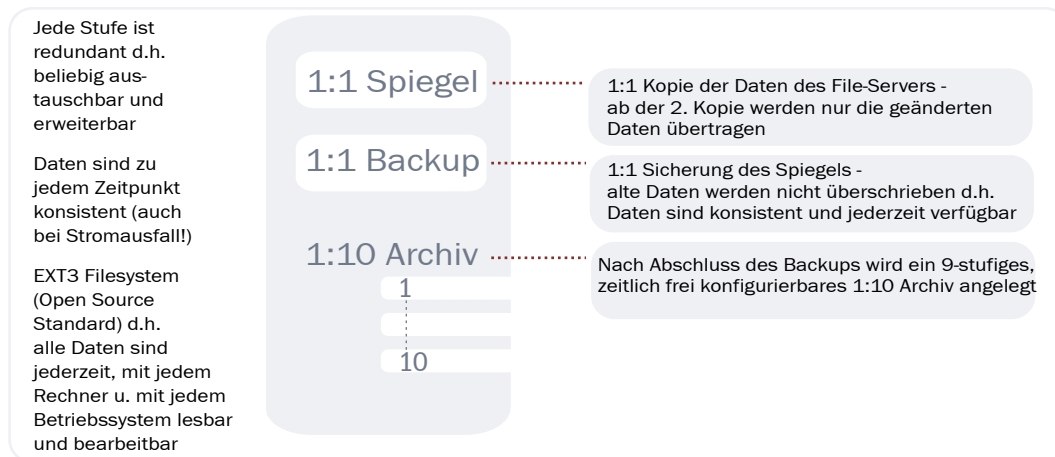 Jede Stufe ist
redundant d.h.
beliebig aus-
tauschbar und
erweiterbar
Daten sind zu
jedem Zeitpunkt
konsistent (auch
bei Stromausfall!)
EXT3 Filesystem
(Open Source
Standard) d.h.
alle Daten sind
jederzeit, mit jedem
Rechner u. mit jedem
Betriebssystem lesbar
und bearbeitbar
1:1 Spiegel
1:1 Kopie der Daten des File-Servers -
ab der 2. Kopie werden nur die geänderten
Daten übertragen
1:1 Backup
1:1 Sicherung des Spiegels -
alte Daten werden nicht überschrieben d.h.
Daten sind konsistent und jederzeit verfügbar
1:10 Archiv
Nach Abschluss des Backups wird ein 9-stufiges,
zeitlich frei konfigurierbares 1:10 Archiv angelegt
1
10